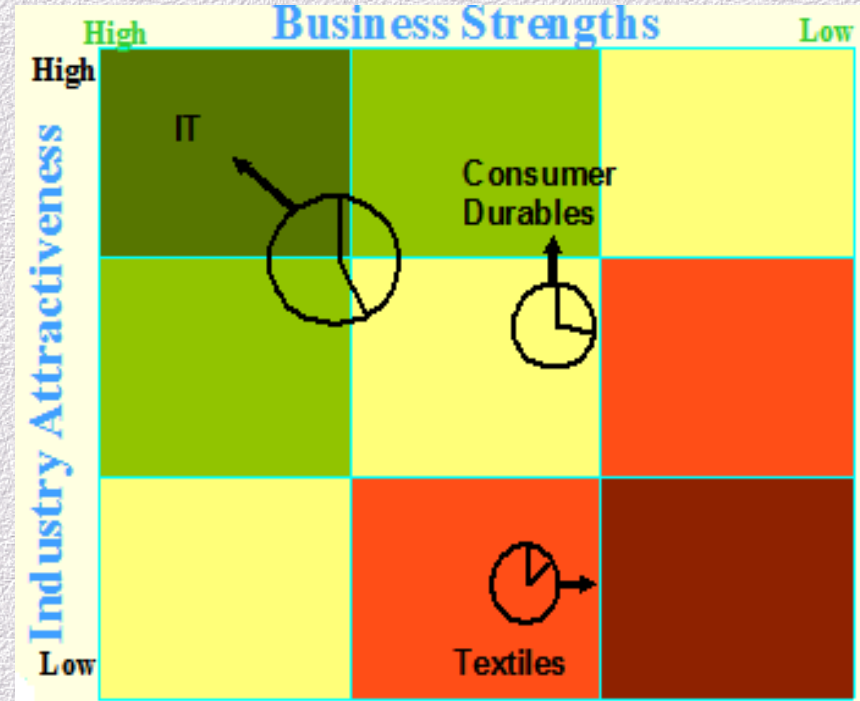 Business Strengths
High
Low
High
Industry Attractiveness
IT
Consumer
Durables
Textiles
Low